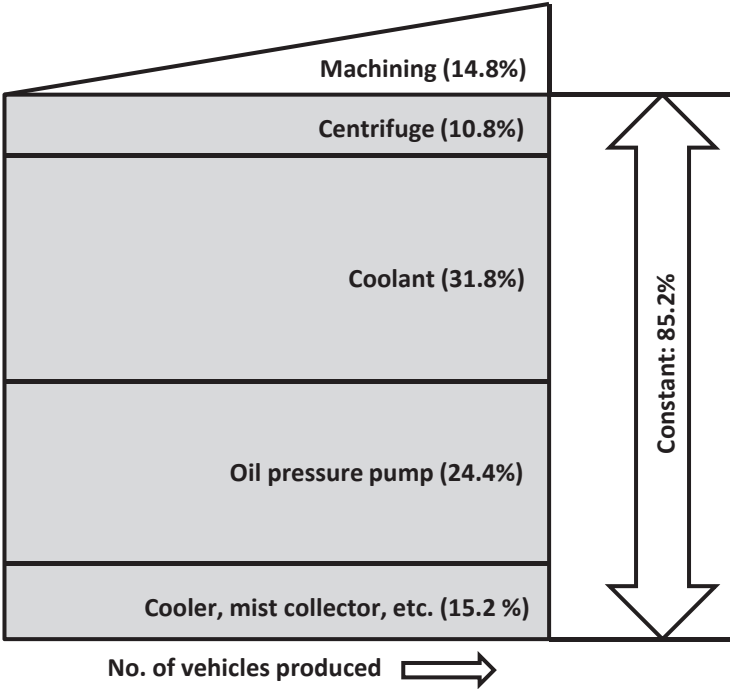 Machining (14.8%)
Centrifuge (10.8%)
Coolant (31.8%)
Constant: 85.2%
Oil pressure pump (24.4%)
Cooler, mist collector, etc. (15.2 %)
No. of vehicles produced